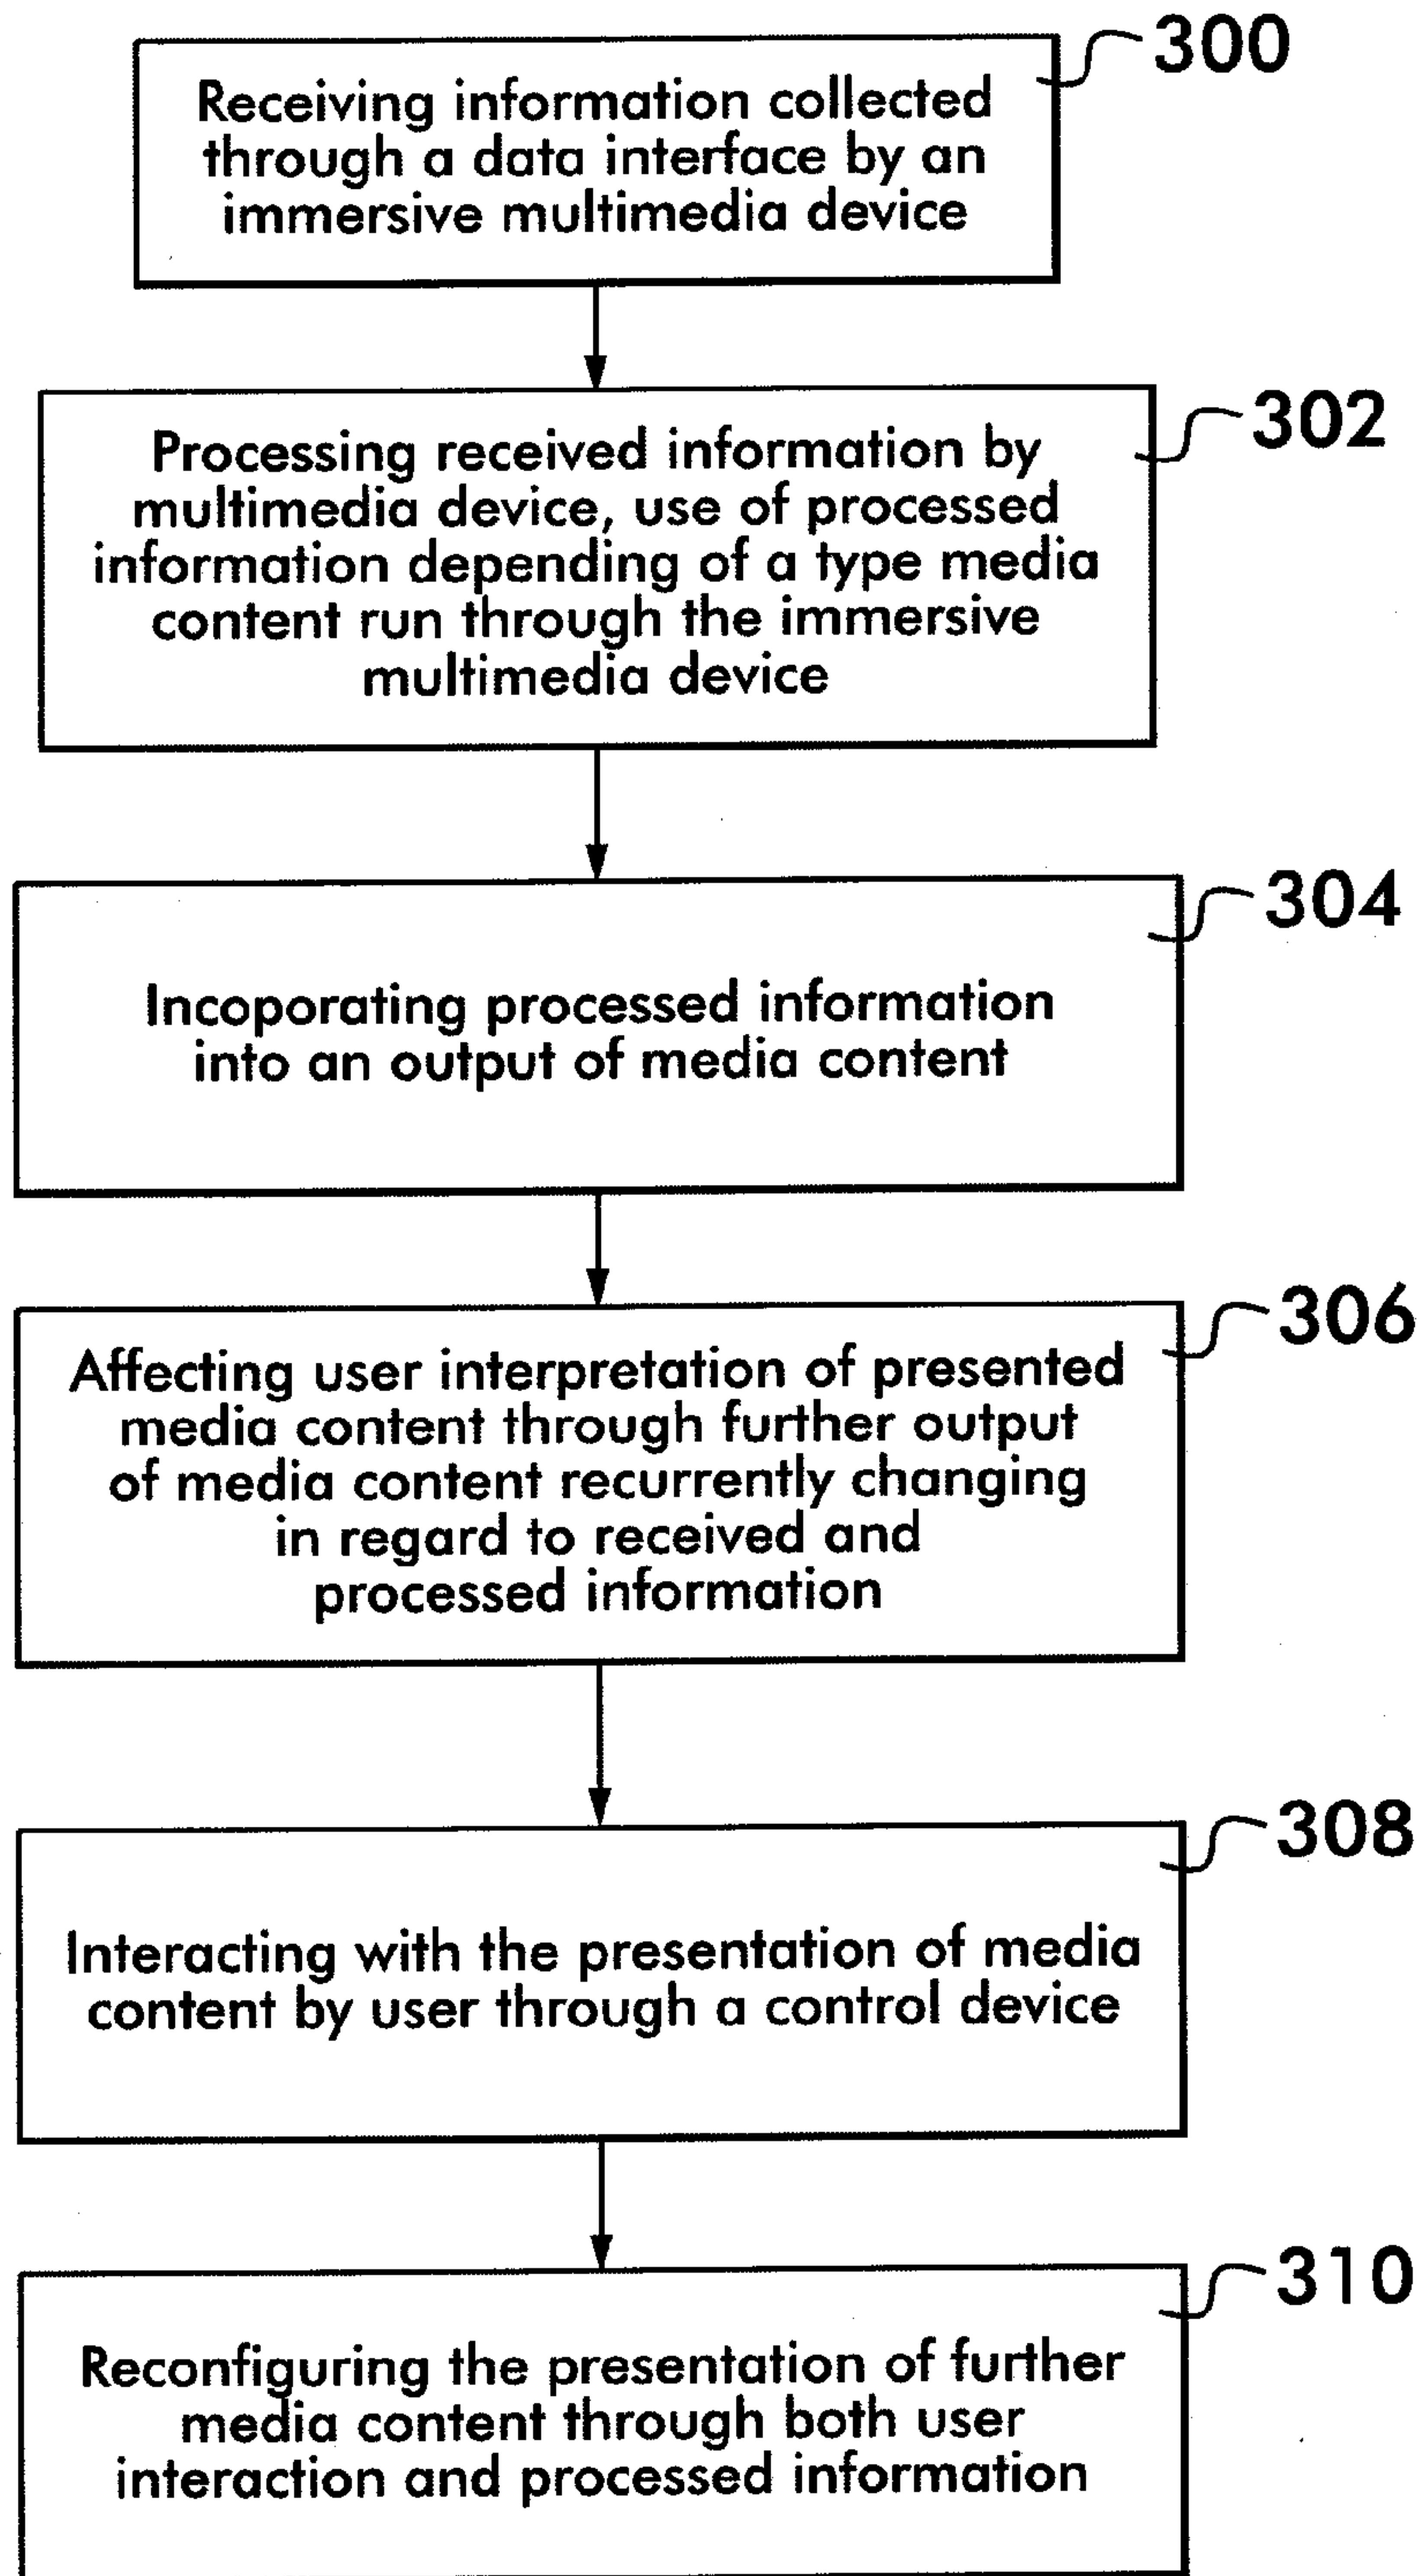 300
Receiving information collected
through a data interface by an
immersive multimedia device
302
Processing received information by
multimedia device, use of processed
information depending of a type media
content run through the immersive
multimedia device
304
Incoporating processed information
into an output of media content
306
Affecting user interpretation of presented
media content through further output
of media content recurrently changing
in regard to received and
processed information
308
Interacting with the presentation of media
content by user through a control device
310
Reconfiguring the presentation of further
media content through both user
interaction and processed information